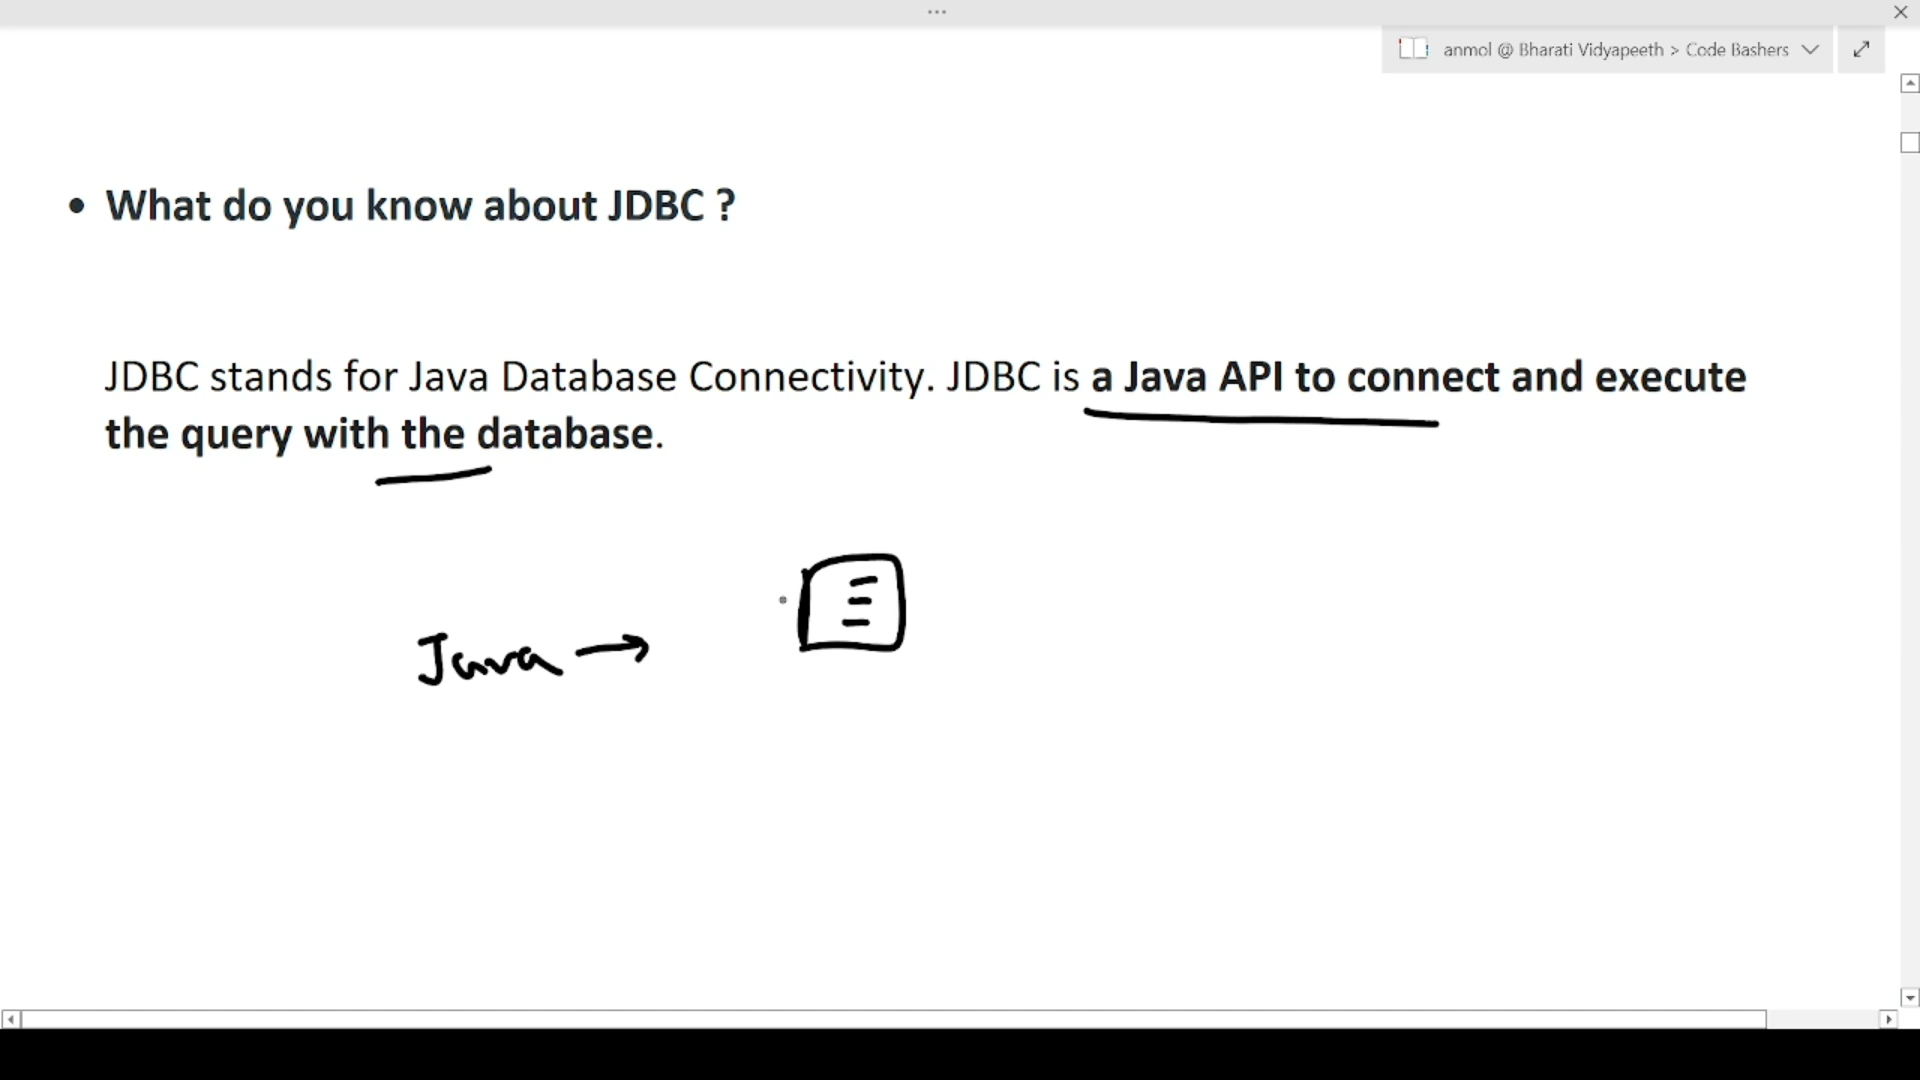 anmol @ Bharati Vidyapeeth > Code Bashers
• What do you know about JDBC ?
JDBC stands for Java Database Connectivity. JDBC is a Java API to connect and execute
the query with the database.
Java →